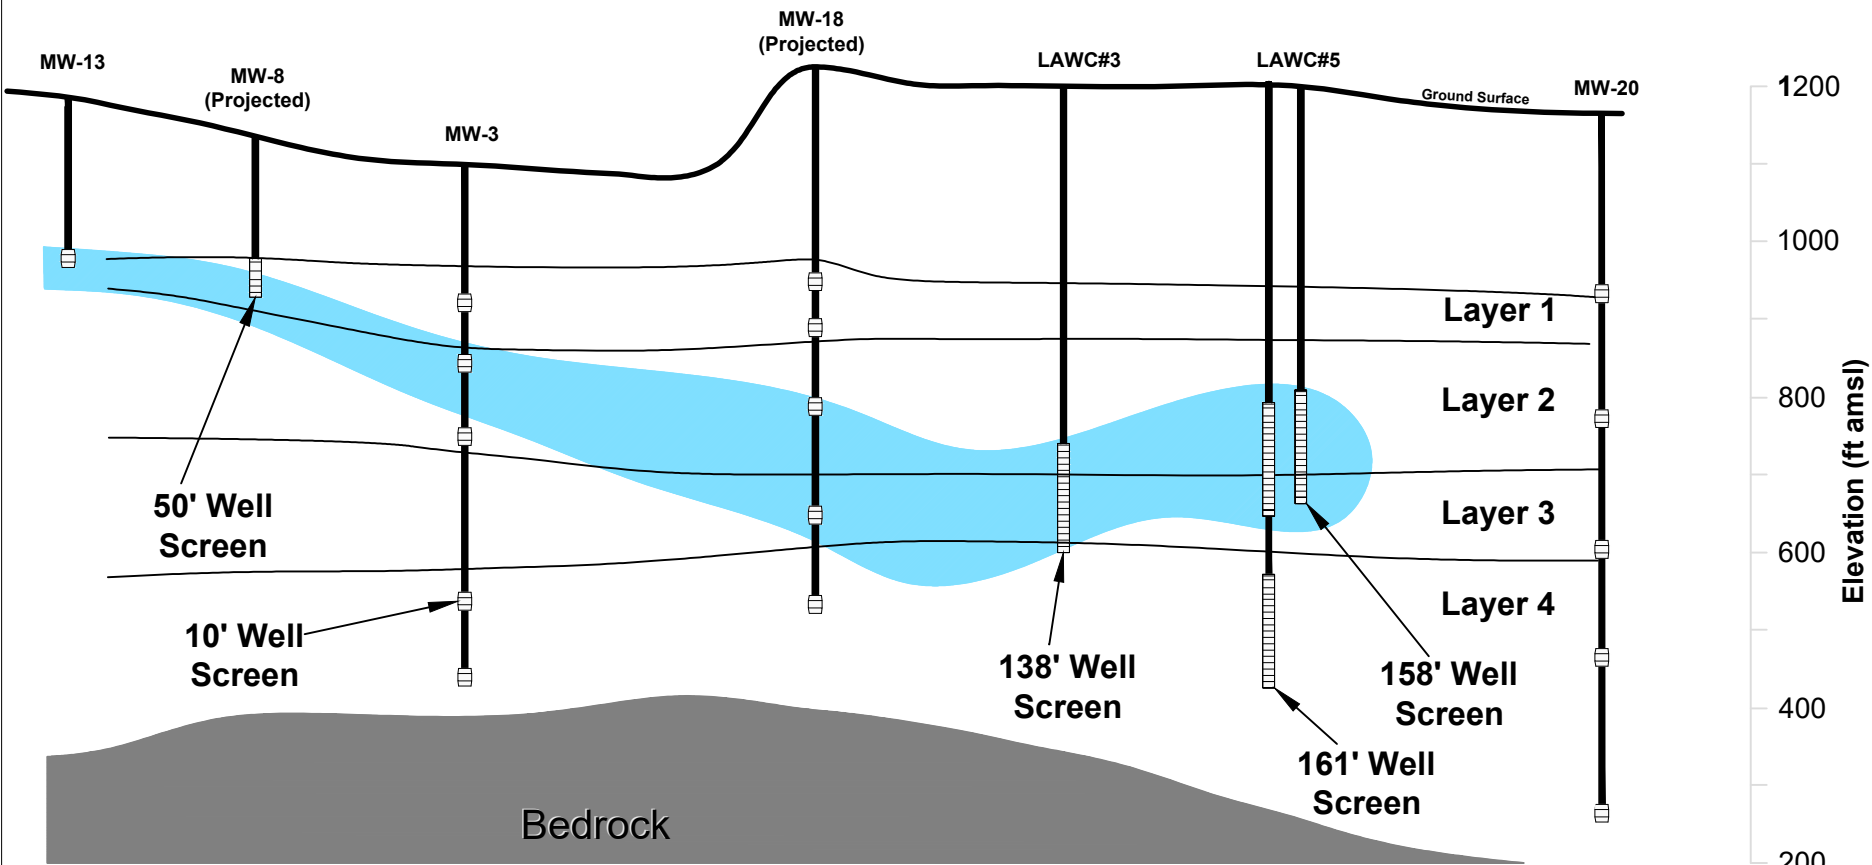 MW-13
MW-8
(Projected)
MW-3
MW-18
(Projected)
LAWC#3
LAWC#5
Ground Surface
MW-20
1200
1000
800
600
400
200
Elevation (ft amsl)
Layer 1
Layer 2
Layer 3
Layer 4
50' Well
Screen
10' Well
Screen
138' Well
Screen
158' Well
Screen
161' Well
Screen
Bedrock